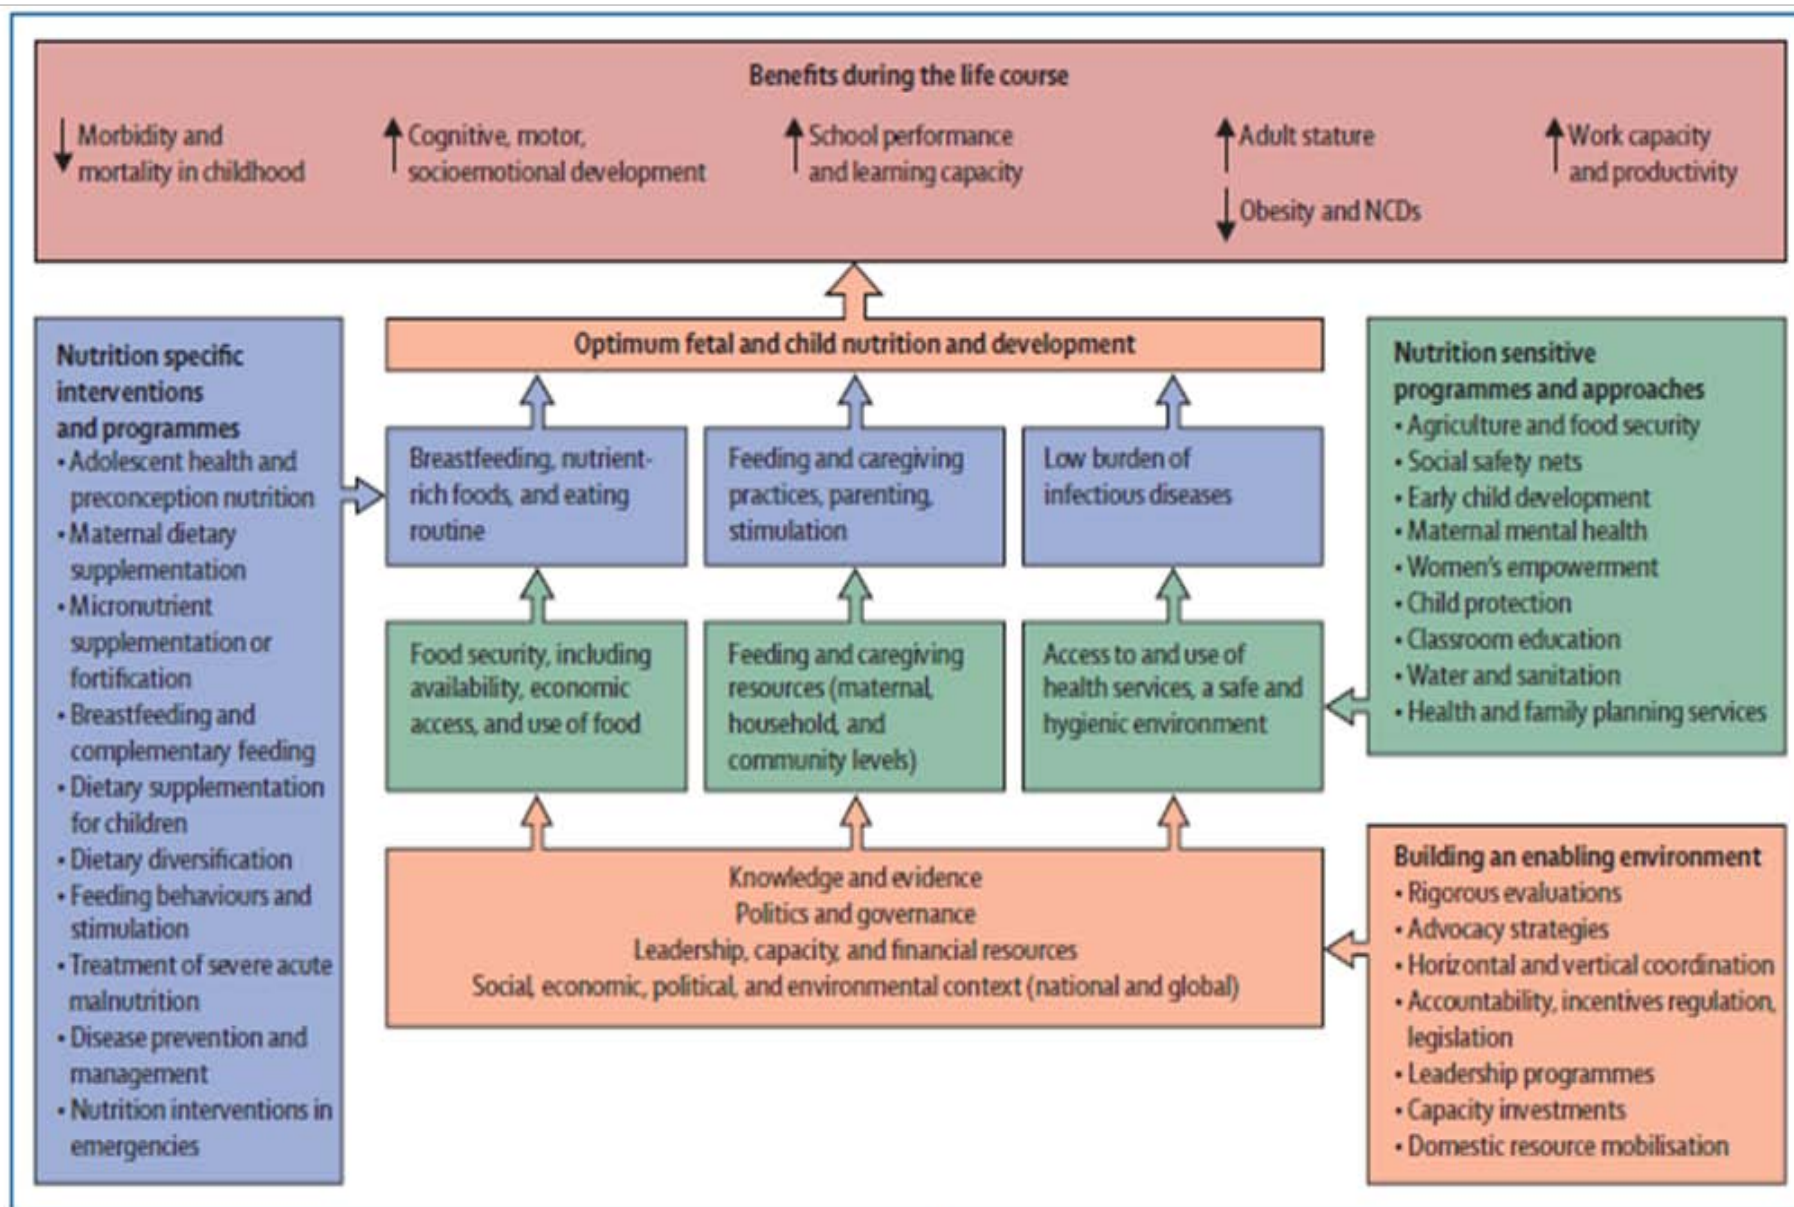 Benefits during the life course
Morbidity and
mortality in childhood
Cognitive, motor,
socioemotional development
School performance
and learning capacity
Adult stature
Obesity and NCDs
Work capacity
and productivity
Nutrition specific
interventions
and programmes
• Adolescent health and
preconception nutrition
• Maternal dietary
supplementation
• Micronutrient
supplementation or
fortification
• Breastfeeding and
complementary feeding
• Dietary supplementation
for children
• Dietary diversification
• Feeding behaviours and
stimulation
• Treatment of severe acute
malnutrition
• Disease prevention and
management
• Nutrition interventions in
emergencies
Optimum fetal and child nutrition and development
Breastfeeding, nutrient-
rich foods, and eating
routine
Feeding and caregiving
practices, parenting,
stimulation
Low burden of
infectious diseases
Food security, including
availability, economic
access, and use of food
Feeding and caregiving
resources (maternal,
household, and
community levels)
Access to and use of
health services, a safe and
hygienic environment
Knowledge and evidence
Politics and governance
Leadership, capacity, and financial resources
Social, economic, political, and environmental context (national and global)
Nutrition sensitive
programmes and approaches
• Agriculture and food security
• Social safety nets
• Early child development
• Maternal mental health
• Women's empowerment
• Child protection
• Classroom education
• Water and sanitation
• Health and family planning services
Building an enabling environment
• Rigorous evaluations
• Advocacy strategies
• Horizontal and vertical coordination
• Accountability, incentives regulation,
legislation
• Leadership programmes
• Capacity investments
• Domestic resource mobilisation